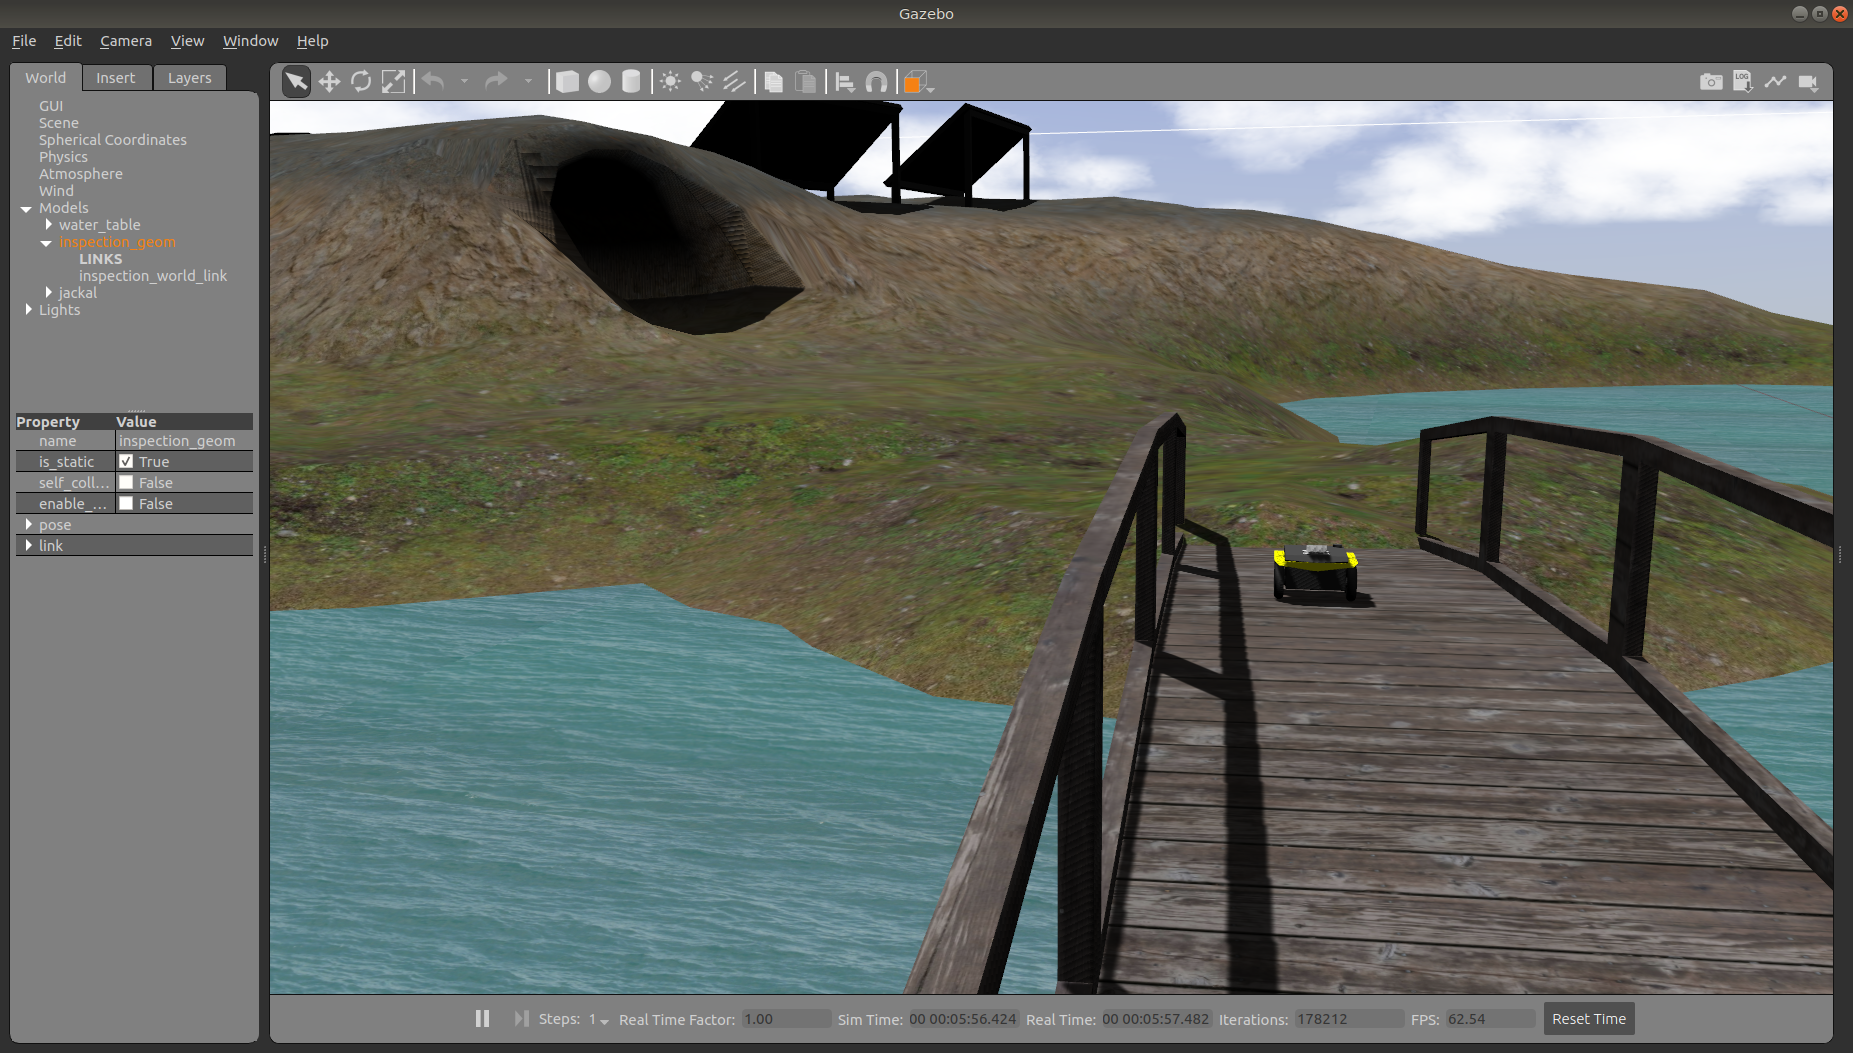 Gazebo
File Edit Camera View Window Help
World Insert Layers
LOG
GUI
Scene
Spherical Coordinates
Physics
Atmosphere
Wind
Models
water_table
inspection_geom
LINKS
inspection_world_link
jackal
Lights
Property Value
name inspection_geom
is_static True
self_coll... False
enable_... False
pose
link
Steps: 1 Real Time Factor: 1.00 Sim Time: 00 00:05:56.424 Real Time: 00 00:05:57.482 Iterations: 178212 FPS: 62.54 Reset Time